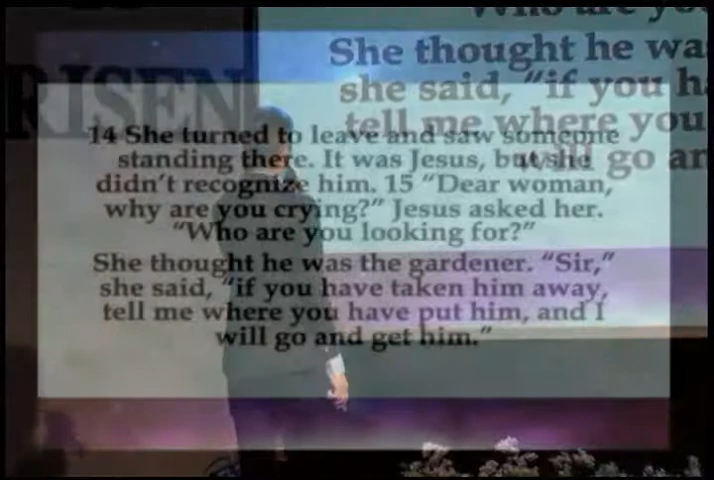 Who are yo
She thought he wa
she said, "if you h
tell me where you
will go an
RISEN
14 She turned to leave and saw someone
standing there. It was Jesus, but she
didn't recognize him. 15 "Dear woman,
why are you crying?" Jesus asked her.
"Who are you looking for?"
She thought he was the gardener. "Sir,"
she said, "if you have taken him away,
tell me where you have put him, and I
will go and get him."